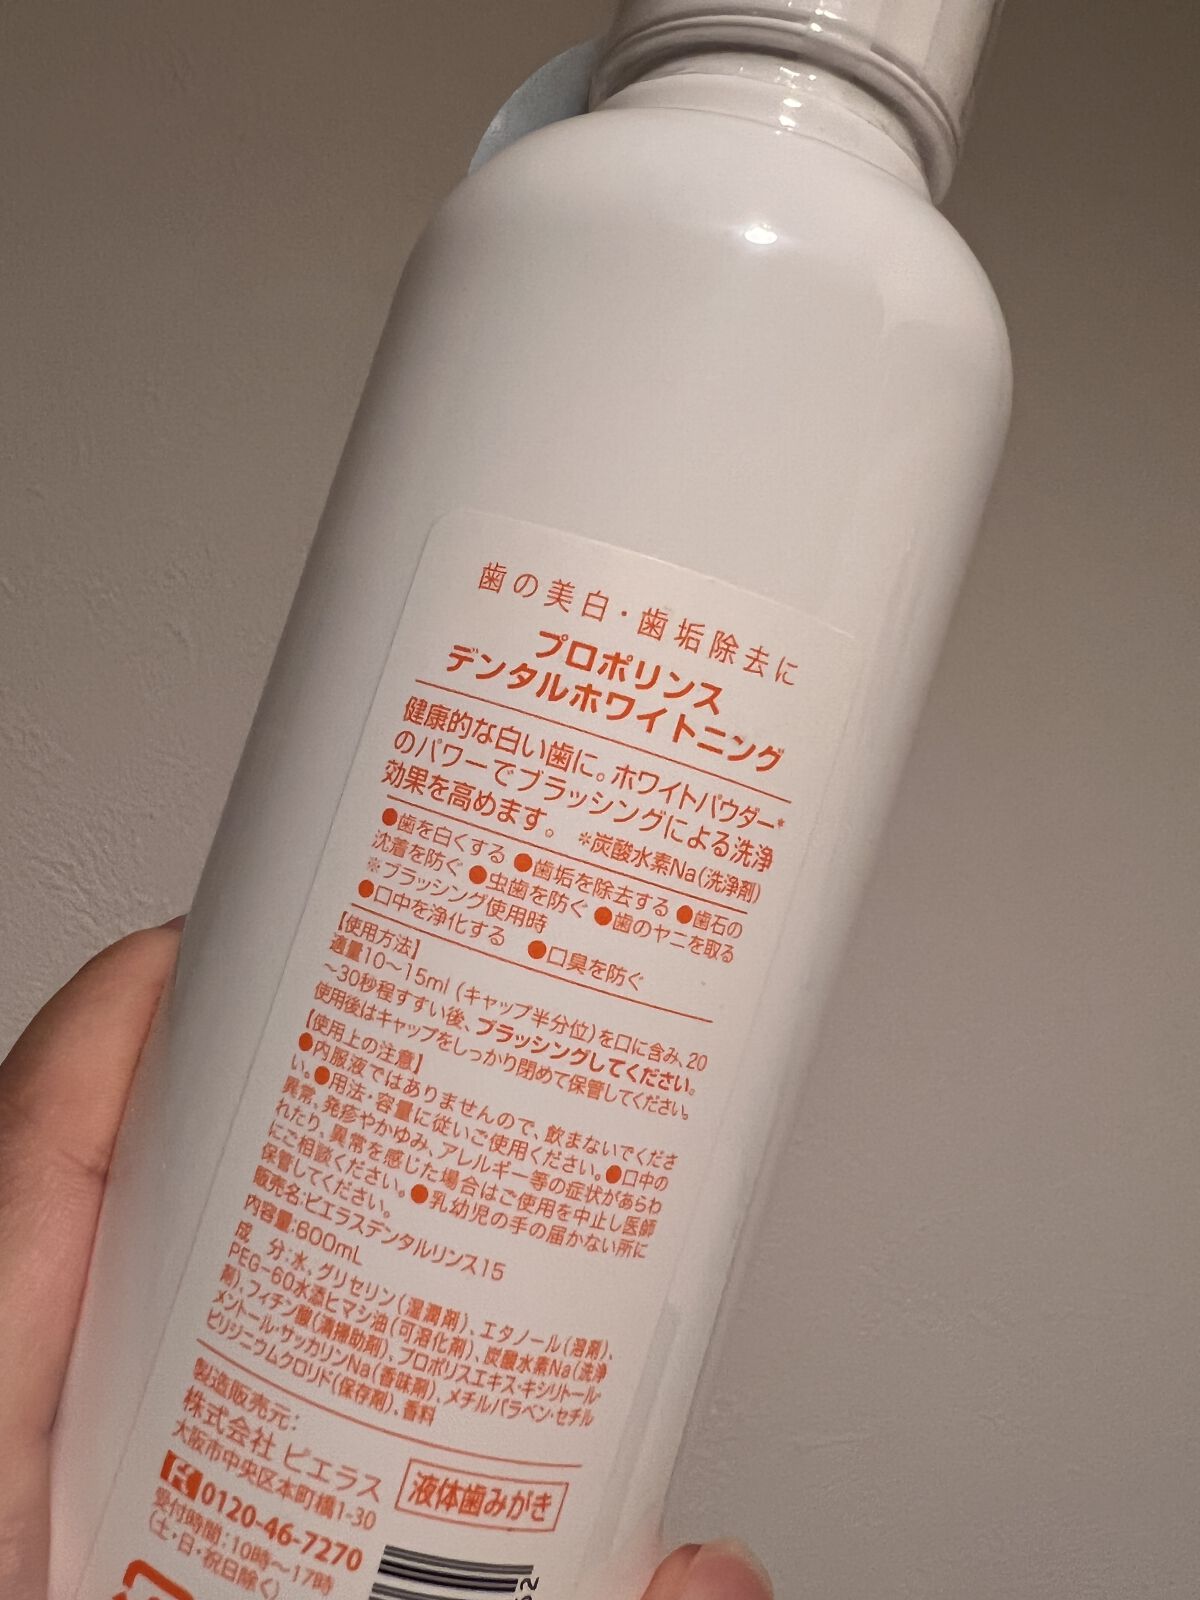 歯の美白・歯垢除去に
プロポリンス
デンタルホワイトニング
健康的な白い歯に。ホワイトパウダー*
のパワーでブラッシングによる洗浄
効果を高めます。 ※炭酸水素Na(洗浄剤)
●歯を白くする ●歯垢を除去する ●歯石の
沈着を防ぐ ●虫歯を防ぐ ●歯のヤニを取る
※ブラッシング使用時
●口中を浄化する ●口臭を防ぐ
【使用方法】
適量10〜15ml(キャップ半分位)を口に含み、20
〜30秒程すすい後、ブラッシングしてください。
使用後はキャップをしっかり閉めて保管してください。
【使用上の注意】
●内服液ではありませんので、飲まないでくださ
い。●用法・容量に従いご使用ください。●口中の
異常、発疹やかゆみ、アレルギー等の症状があらわ
れたり、異常を感じた場合はご使用を中止し医師
にご相談ください。●乳幼児の手の届かない所に
保管してください。
販売名:ピエラスデンタルリンス15
内容量:600mL
成 分:水、グリセリン(湿潤剤)、エタノール(溶剤)、
PEG-60水添ヒマシ油(可溶化剤)、炭酸水素Na(洗浄
剤)、フィチン酸(清掃助剤)、プロポリスエキス・キシリトール・
メントール・サッカリンNa(香味剤)、メチルパラベン・セチル
ピリジニウムクロリド(保存剤)、香料
製造販売元:
株式会社 ピエラス
大阪市中央区本町橋1-30
0120-46-7270
受付時間:10時〜17時
(土・日・祝日除く)
液体歯みがき